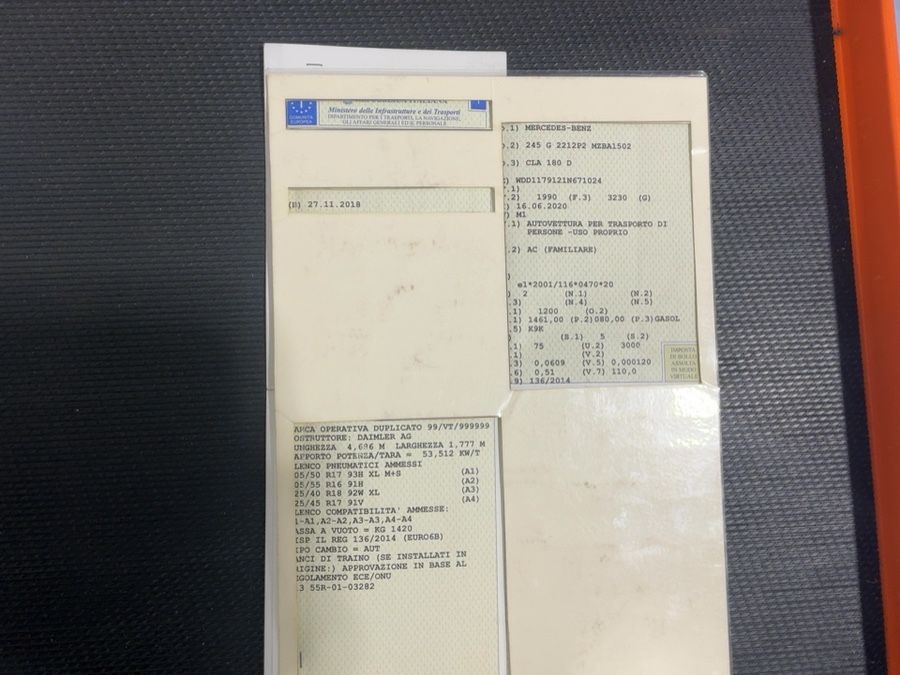 COMUNITÀ
EUROPEA
Ministero delle Infrastrutture e dei Trasporti
DIPARTIMENTO PER I TRASPORTI, LA NAVIGAZIONE,
GLI AFFARI GENERALI ED IL PERSONALE
(B) 27.11.2018
.1) MERCEDES-BENZ
.2) 245 G 2212P2 MZBA1502
.3) CLA 180 D
) WDD1179121N671024
.1)
.2) 1990 (F.3) 3230 (G)
) 16.06.2020
) M1
.1) AUTOVETTURA PER TRASPORTO DI
PERSONE -USO PROPRIO
.2) AC (FAMILIARE)
)
e1*2001/116*0470*20
) 2 (N.1) (N.2)
.3) (N.4) (N.5)
.1) 1200 (O.2)
.1) 1461,00 (P.2)080,00 (P.3)GASOL
.5) K9K
) (S.1) 5 (S.2)
.1) 75 (U.2) 3000
.1) (V.2)
.3) 0,0609 (V.5) 0,000120
.6) 0,51 (V.7) 110,0
.9) 136/2014
IMPOSTA
DI BOLLO
ASSOLTA
IN MODO
VIRTUALE
ARCA OPERATIVA DUPLICATO 99/VT/999999
OSTRUTTORE: DAIMLER AG
UNGHEZZA 4,686 M LARGHEZZA 1,777 M
APPORTO POTENZA/TARA = 53,512 KW/T
LENCO PNEUMATICI AMMESSI
05/50 R17 93H XL M+S (A1)
05/55 R16 91H (A2)
25/40 R18 92W XL (A3)
25/45 R17 91V (A4)
LENCO COMPATIBILITA' AMMESSE:
1-A1,A2-A2,A3-A3,A4-A4
ASSA A VUOTO = KG 1420
ISP IL REG 136/2014 (EURO6B)
IPO CAMBIO = AUT
ANCI DI TRAINO (SE INSTALLATI IN
RIGINE:) APPROVAZIONE IN BASE AL
EGOLAMENTO ECE/ONU
3 55R-01-03282